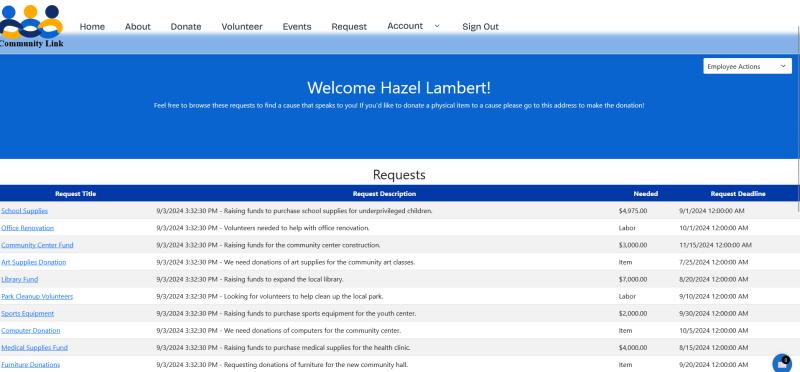 Community Link
Home About Donate Volunteer Events Request Account Sign Out
Employee Actions
Welcome Hazel Lambert!
Feel free to browse these requests to find a cause that speaks to you! If you'd like to donate a physical item to a cause please go to this address to make the donation!
Requests
Request Title Request Description Needed Request Deadline
School Supplies 9/3/2024 3:32:30 PM - Raising funds to purchase school supplies for underprivileged children. $4,975.00 9/1/2024 12:00:00 AM
Office Renovation 9/3/2024 3:32:30 PM - Volunteers needed to help with office renovation. Labor 10/1/2024 12:00:00 AM
Community Center Fund 9/3/2024 3:32:30 PM - Raising funds for the community center construction. $3,000.00 11/15/2024 12:00:00 AM
Art Supplies Donation 9/3/2024 3:32:30 PM - We need donations of art supplies for the community art classes. Item 7/25/2024 12:00:00 AM
Library Fund 9/3/2024 3:32:30 PM - Raising funds to expand the local library. $7,000.00 8/20/2024 12:00:00 AM
Park Cleanup Volunteers 9/3/2024 3:32:30 PM - Looking for volunteers to help clean up the local park. Labor 9/10/2024 12:00:00 AM
Sports Equipment 9/3/2024 3:32:30 PM - Raising funds to purchase sports equipment for the youth center. $2,000.00 9/30/2024 12:00:00 AM
Computer Donation 9/3/2024 3:32:30 PM - We need donations of computers for the community center. Item 10/5/2024 12:00:00 AM
Medical Supplies Fund 9/3/2024 3:32:30 PM - Raising funds to purchase medical supplies for the health clinic. $4,000.00 8/15/2024 12:00:00 AM
Furniture Donations 9/3/2024 3:32:30 PM - Requesting donations of furniture for the new community hall. Item 9/20/2024 12:00:00 AM